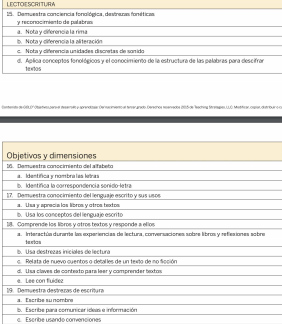 LECTOESCRITURA
15. Demuestra conciencia fonológica, destrezas fonéticas
y reconocimiento de palabras
a. Nota y diferencia la rima
b. Nota y diferencia la aliteración
c. Nota y diferencia unidades discretas de sonido
d. Aplica conceptos fonológicos y el conocimiento de la estructura de las palabras para descifrar
textos
Objetivos para el desarrollo y aprendizaje: Del nacimiento al tercer grado. Derechos reservados de Teaching Strategies, LLC. Modificar, copiar, distribuir o
Objetivos y dimensiones
16. Demuestra conocimiento del alfabeto
a. Identifica y nombra las letras
b. Identifica la correspondencia sonido-letra
17. Demuestra conocimiento del lenguaje escrito y sus usos
a. Usa y aprecia los libros y otros textos
b. Usa los conceptos del lenguaje escrito
18. Comprende los libros y otros textos y responde a ellos
a. Interactúa durante las experiencias de lectura, conversaciones sobre libros y reflexiones sobre
textos
b. Usa destrezas iniciales de lectura
c. Relata de nuevo cuentos o detalles de un texto de no ficción
d. Usa claves de contexto para leer y comprender textos
e. Lee con fluidez
19. Demuestra destrezas de escritura
a. Escribe su nombre
b. Escribe para comunicar ideas e información
c. Escribe usando convenciones